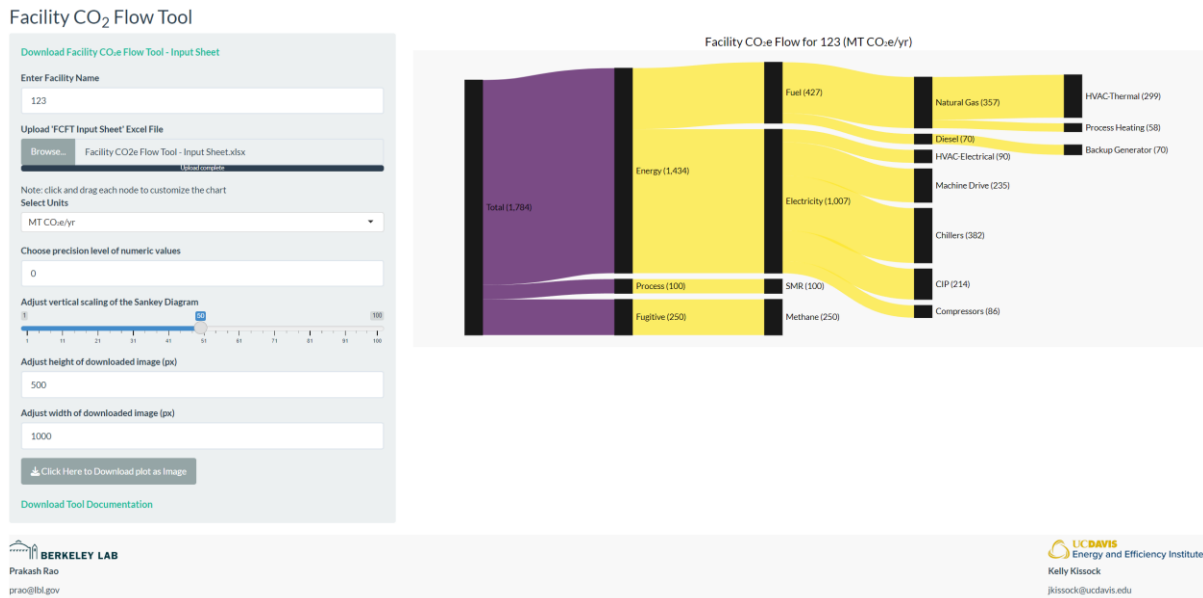 Facility CO₂ Flow Tool
Download Facility CO₂e Flow Tool - Input Sheet
Enter Facility Name
123
Upload 'FCFT Input Sheet' Excel File
Browse... Facility CO2e Flow Tool - Input Sheet.xlsx
Upload complete
Note: click and drag each node to customize the chart
Select Units
MT CO₂e/yr
Choose precision level of numeric values
0
Adjust vertical scaling of the Sankey Diagram
1 50 100
1 11 21 31 41 51 61 71 81 91 100
Adjust height of downloaded image (px)
500
Adjust width of downloaded image (px)
1000
Click Here to Download plot as Image
Download Tool Documentation
Facility CO₂e Flow for 123 (MT CO₂e/yr)
Total (1,784)
Energy (1,434)
Process (100)
Fugitive (250)
Fuel (427)
Electricity (1,007)
SMR (100)
Methane (250)
Natural Gas (357)
Diesel (70)
HVAC-Electrical (90)
Machine Drive (235)
Chillers (382)
CIP (214)
Compressors (86)
HVAC-Thermal (299)
Process Heating (58)
Backup Generator (70)
BERKELEY LAB
Prakash Rao
prao@lbl.gov
UCDAVIS
Energy and Efficiency Institute
Kelly Kissock
jkissock@ucdavis.edu